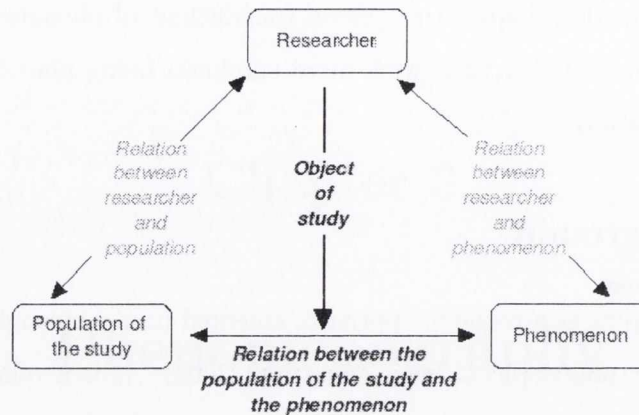 Researcher
Relation
between
researcher
and
population
Object
of
study
Relation
between
researcher
and
phenomenon
Population of
the study
Phenomenon
Relation between the
population of the study and
the phenomenon